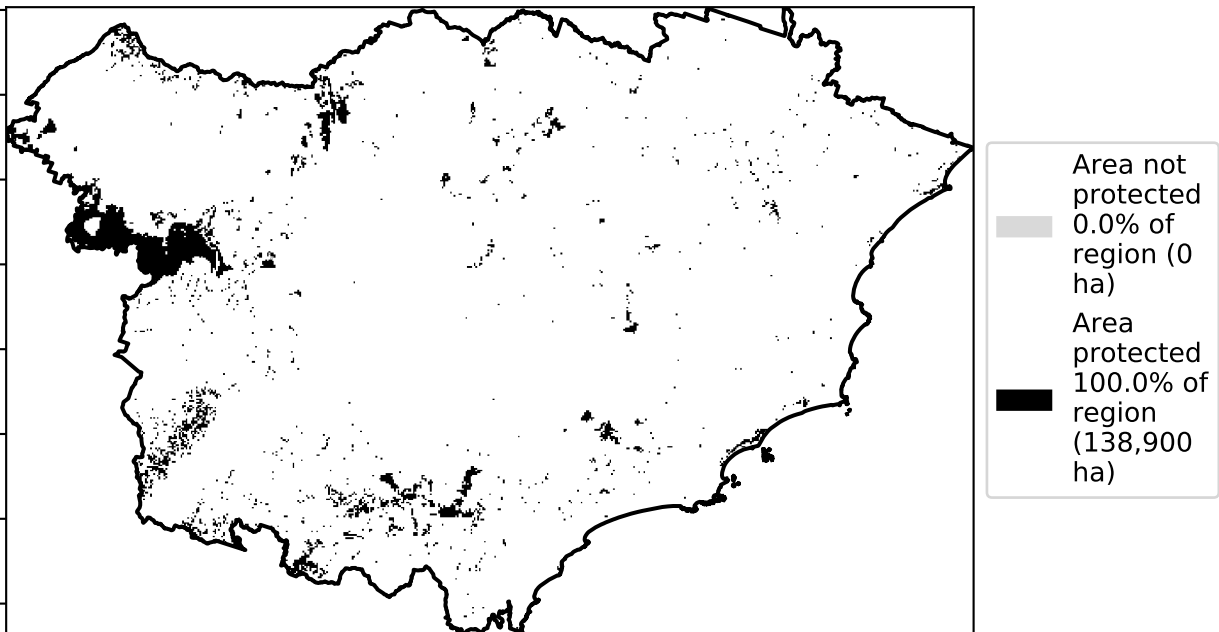 Area not
protected
0.0% of
region (0
ha)
Area
protected
100.0% of
region
(138,900
ha)